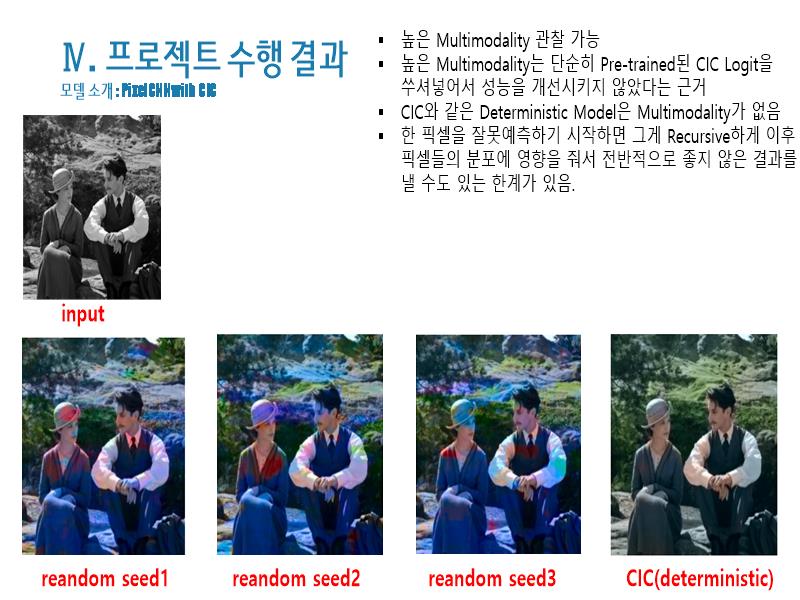 Ⅳ. 프로젝트 수행 결과
모델 소개 : PixelCNN with CIC
▪ 높은 Multimodality 관찰 가능
▪ 높은 Multimodality는 단순히 Pre-trained된 CIC Logit을
쑤셔넣어서 성능을 개선시키지 않았다는 근거
▪ CIC와 같은 Deterministic Model은 Multimodality가 없음
▪ 한 픽셀을 잘못예측하기 시작하면 그게 Recursive하게 이후
픽셀들의 분포에 영향을 줘서 전반적으로 좋지 않은 결과를
낼 수도 있는 한계가 있음.
input
reandom seed1
reandom seed2
reandom seed3
CIC(deterministic)